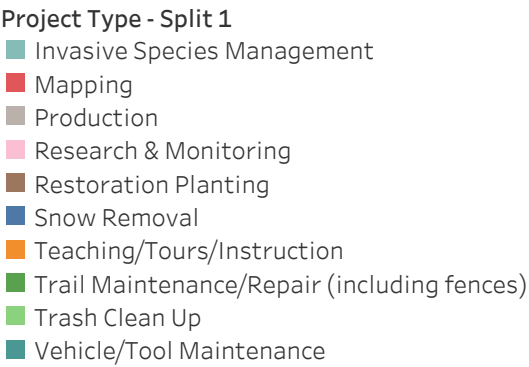 Project Type - Split 1
Invasive Species Management
Mapping
Production
Research & Monitoring
Restoration Planting
Snow Removal
Teaching/Tours/Instruction
Trail Maintenance/Repair (including fences)
Trash Clean Up
Vehicle/Tool Maintenance